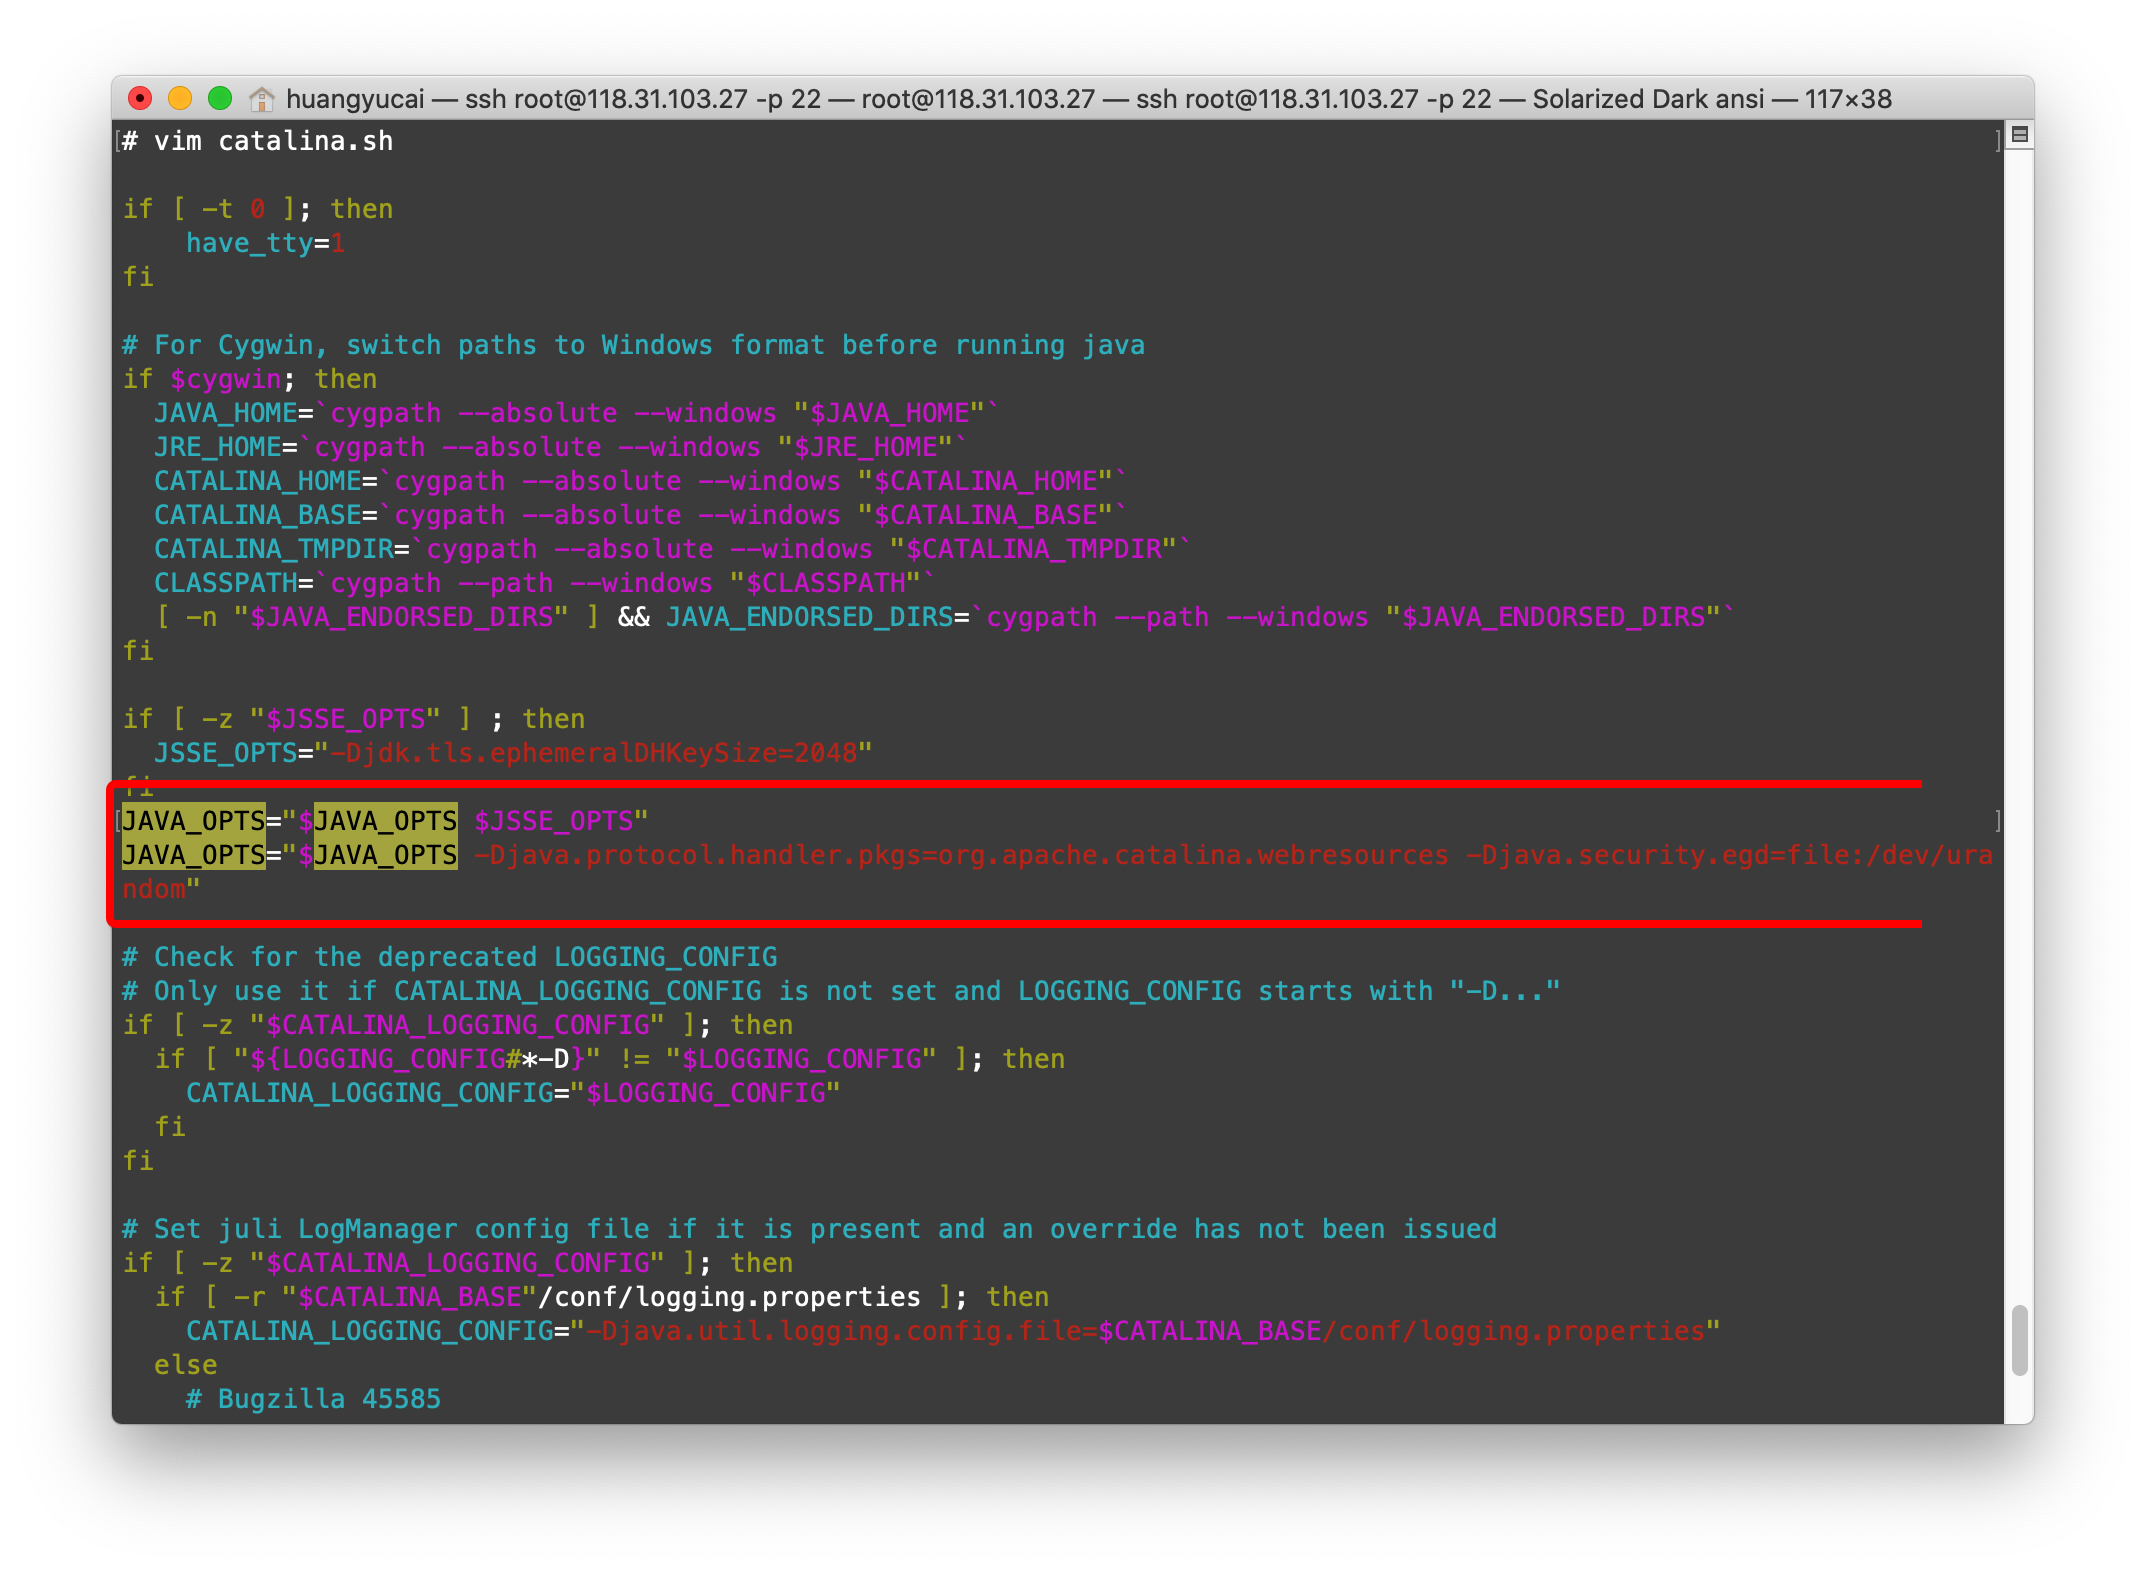 huangyucai — ssh root@118.31.103.27 -p 22 — root@118.31.103.27 — ssh root@118.31.103.27 -p 22 — Solarized Dark ansi — 117×38
[# vim catalina.sh ]
if [ -t 0 ]; then
    have_tty=1
fi
# For Cygwin, switch paths to Windows format before running java
if $cygwin; then
  JAVA_HOME=`cygpath --absolute --windows "$JAVA_HOME"`
  JRE_HOME=`cygpath --absolute --windows "$JRE_HOME"`
  CATALINA_HOME=`cygpath --absolute --windows "$CATALINA_HOME"`
  CATALINA_BASE=`cygpath --absolute --windows "$CATALINA_BASE"`
  CATALINA_TMPDIR=`cygpath --absolute --windows "$CATALINA_TMPDIR"`
  CLASSPATH=`cygpath --path --windows "$CLASSPATH"`
  [ -n "$JAVA_ENDORSED_DIRS" ] && JAVA_ENDORSED_DIRS=`cygpath --path --windows "$JAVA_ENDORSED_DIRS"`
fi
if [ -z "$JSSE_OPTS" ] ; then
  JSSE_OPTS="-Djdk.tls.ephemeralDHKeySize=2048"
fi
[JAVA_OPTS="$JAVA_OPTS $JSSE_OPTS" ]
JAVA_OPTS="$JAVA_OPTS -Djava.protocol.handler.pkgs=org.apache.catalina.webresources -Djava.security.egd=file:/dev/ura
ndom"
# Check for the deprecated LOGGING_CONFIG
# Only use it if CATALINA_LOGGING_CONFIG is not set and LOGGING_CONFIG starts with "-D..."
if [ -z "$CATALINA_LOGGING_CONFIG" ]; then
  if [ "${LOGGING_CONFIG#*-D}" != "$LOGGING_CONFIG" ]; then
    CATALINA_LOGGING_CONFIG="$LOGGING_CONFIG"
  fi
fi
# Set juli LogManager config file if it is present and an override has not been issued
if [ -z "$CATALINA_LOGGING_CONFIG" ]; then
  if [ -r "$CATALINA_BASE"/conf/logging.properties ]; then
    CATALINA_LOGGING_CONFIG="-Djava.util.logging.config.file=$CATALINA_BASE/conf/logging.properties"
  else
    # Bugzilla 45585